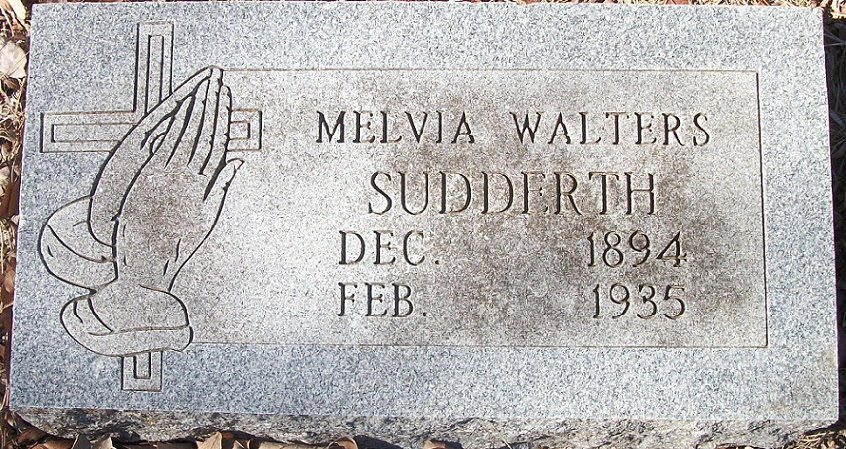 MELVIA WALTERS
SUDDERTH
DEC. 1894
FEB. 1935